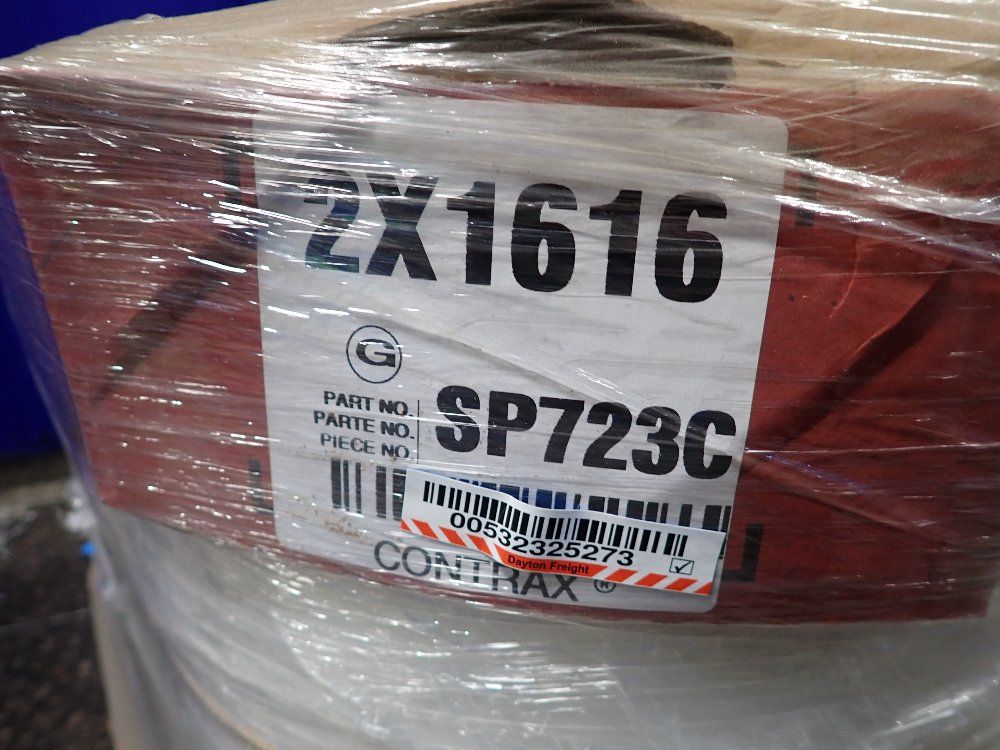 2X1616
G
PART NO.
PARTE NO.
PIECE NO.
SP723C
00532325273
Dayton Freight
CONTRAX ®